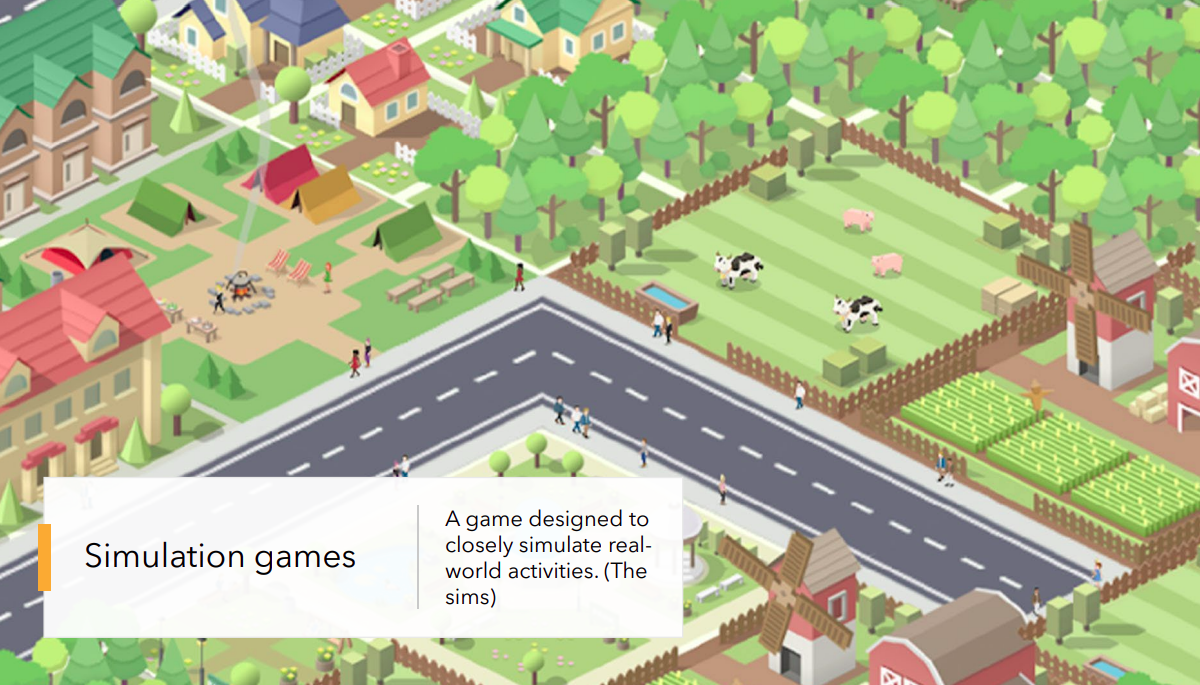 Simulation games
A game designed to
closely simulate real-
world activities. (The
sims)